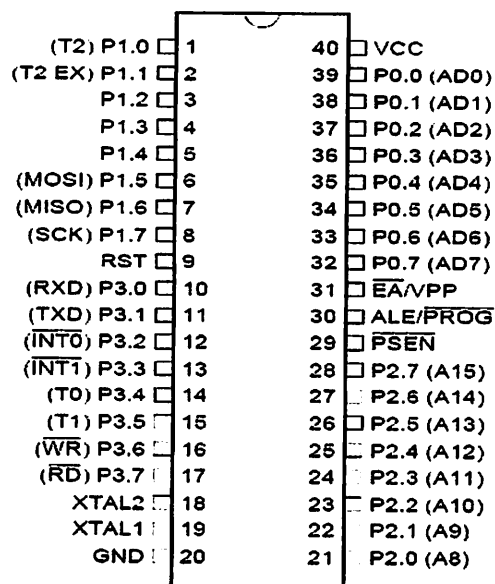 (T2) P1.0 1 40 VCC
(T2 EX) P1.1 2 39 P0.0 (AD0)
P1.2 3 38 P0.1 (AD1)
P1.3 4 37 P0.2 (AD2)
P1.4 5 36 P0.3 (AD3)
(MOSI) P1.5 6 35 P0.4 (AD4)
(MISO) P1.6 7 34 P0.5 (AD5)
(SCK) P1.7 8 33 P0.6 (AD6)
RST 9 32 P0.7 (AD7)
(RXD) P3.0 10 31 E̅A̅/VPP
(TXD) P3.1 11 30 ALE/P̅R̅O̅G̅
(I̅N̅T̅0̅) P3.2 12 29 P̅S̅E̅N̅
(I̅N̅T̅1̅) P3.3 13 28 P2.7 (A15)
(T0) P3.4 14 27 P2.6 (A14)
(T1) P3.5 15 26 P2.5 (A13)
(W̅R̅) P3.6 16 25 P2.4 (A12)
(R̅D̅) P3.7 17 24 P2.3 (A11)
XTAL2 18 23 P2.2 (A10)
XTAL1 19 22 P2.1 (A9)
GND 20 21 P2.0 (A8)